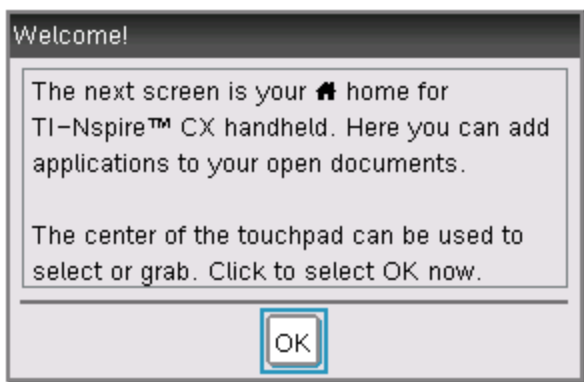 Welcome!
The next screen is your home for
TI-Nspire™ CX handheld. Here you can add
applications to your open documents.
The center of the touchpad can be used to
select or grab. Click to select OK now.
OK